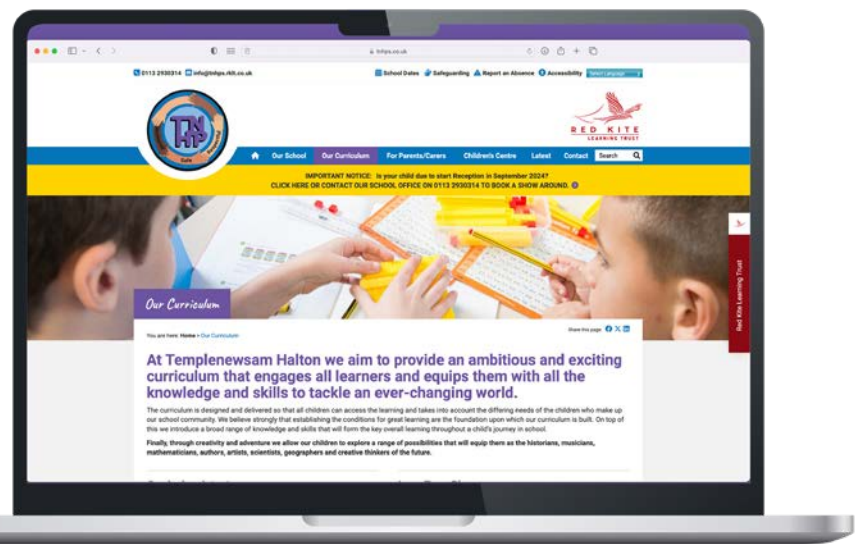 tnhps.co.uk
0113 2930314 info@tnhps.rklt.co.uk
School Dates Safeguarding Report an Absence Accessibility Select Language
TN
HP
Safe
RED KITE
LEARNING TRUST
Our School Our Curriculum For Parents/Carers Children's Centre Latest Contact Search
IMPORTANT NOTICE: Is your child due to start Reception in September 2024?
CLICK HERE OR CONTACT OUR SCHOOL OFFICE ON 0113 2930314 TO BOOK A SHOW AROUND.
Red Kite Learning Trust
Our Curriculum
You are here: Home > Our Curriculum
Share this page
At Templenewsam Halton we aim to provide an ambitious and exciting
curriculum that engages all learners and equips them with all the
knowledge and skills to tackle an ever-changing world.
The curriculum is designed and delivered so that all children can access the learning and takes into account the differing needs of the children who make up
our school community. We believe strongly that establishing the conditions for great learning are the foundation upon which our curriculum is built. On top of
this we introduce a broad range of knowledge and skills that will form the key overall learning throughout a child's journey in school.
Finally, through creativity and adventure we allow our children to explore a range of possibilities that will equip them as the historians, musicians,
mathematicians, authors, artists, scientists, geographers and creative thinkers of the future.